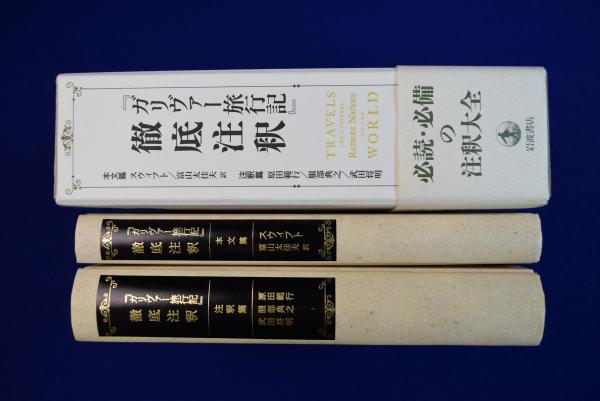 『ガリヴァー旅行記』
徹底注釈
TRAVELS
INTO SEVERAL
Remote Nations
OF THE
WORLD
本文篇 スウィフト/富山太佳夫 訳
注釈篇 原田範行/服部典之/武田将明
必読・必備
の
注釈大全
岩波書店
『ガリヴァー旅行記』
徹底注釈
本文篇
スウィフト
富山太佳夫 訳
『ガリヴァー旅行記』
徹底注釈
注釈篇
原田範行
服部典之
武田将明